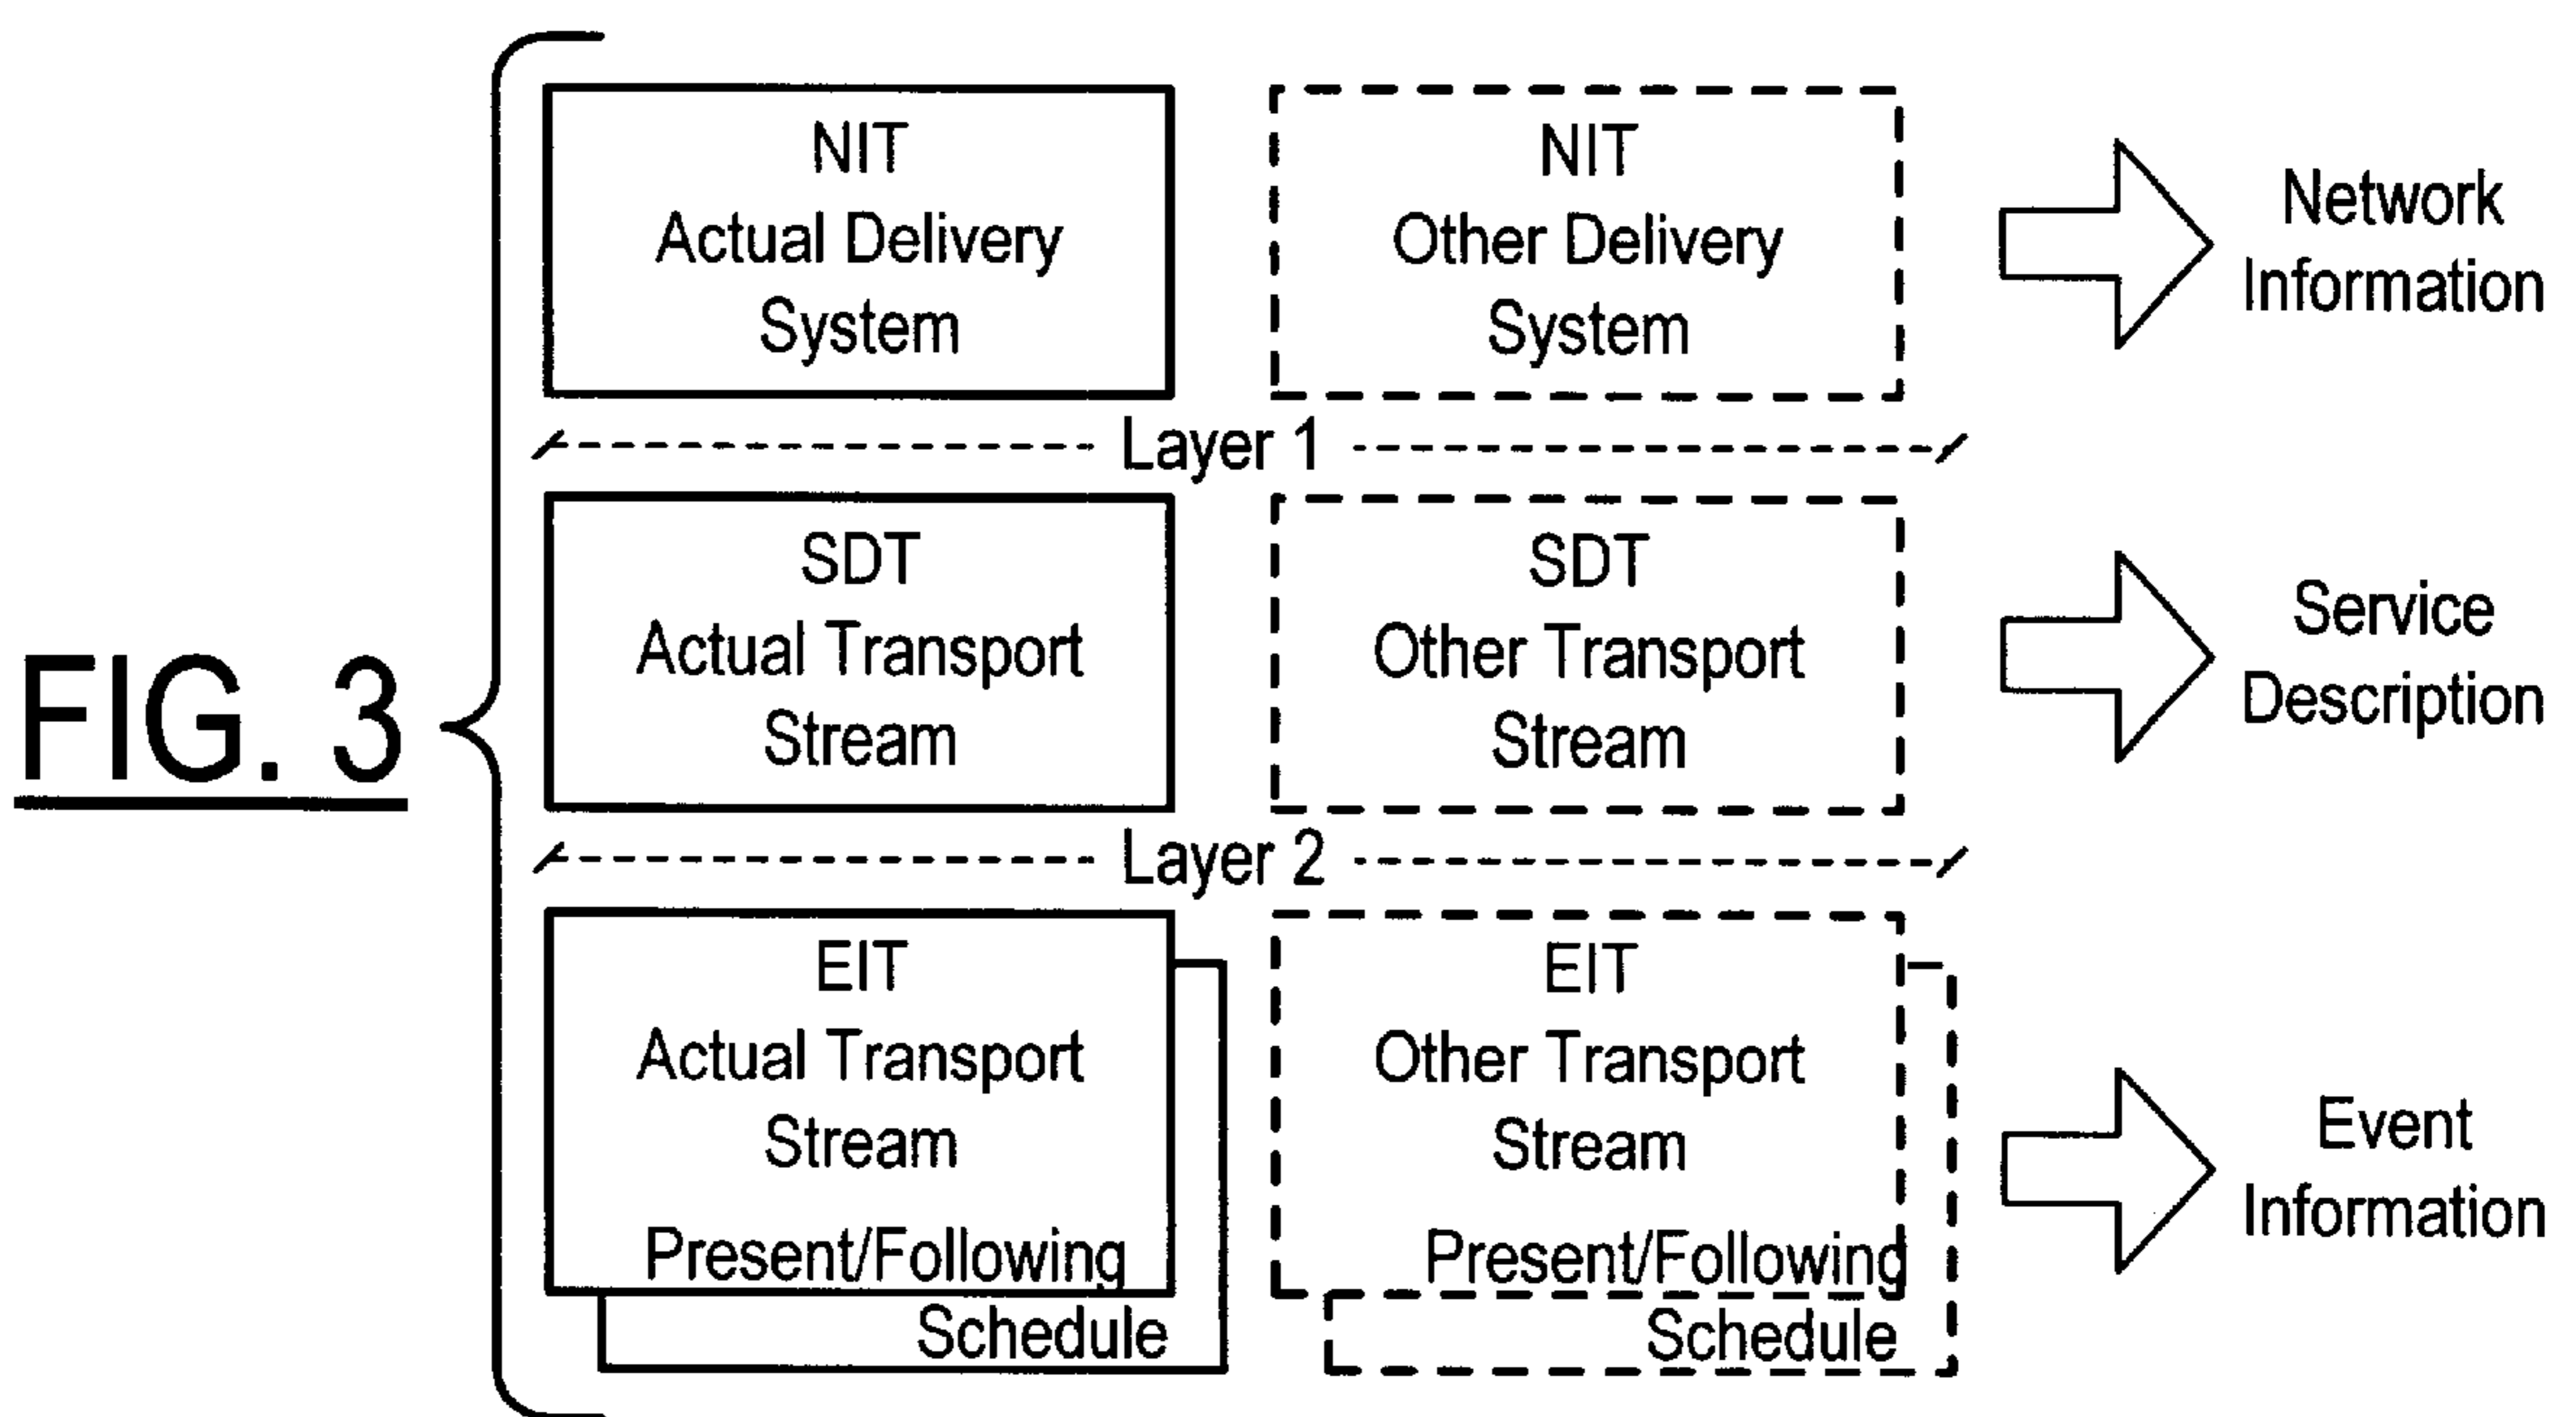 FIG. 3
NIT
Actual Delivery
System
NIT
Other Delivery
System
Network
Information
Layer 1
SDT
Actual Transport
Stream
SDT
Other Transport
Stream
Service
Description
Layer 2
EIT
Actual Transport
Stream
Present/Following
Schedule
EIT
Other Transport
Stream
Present/Following
Schedule
Event
Information